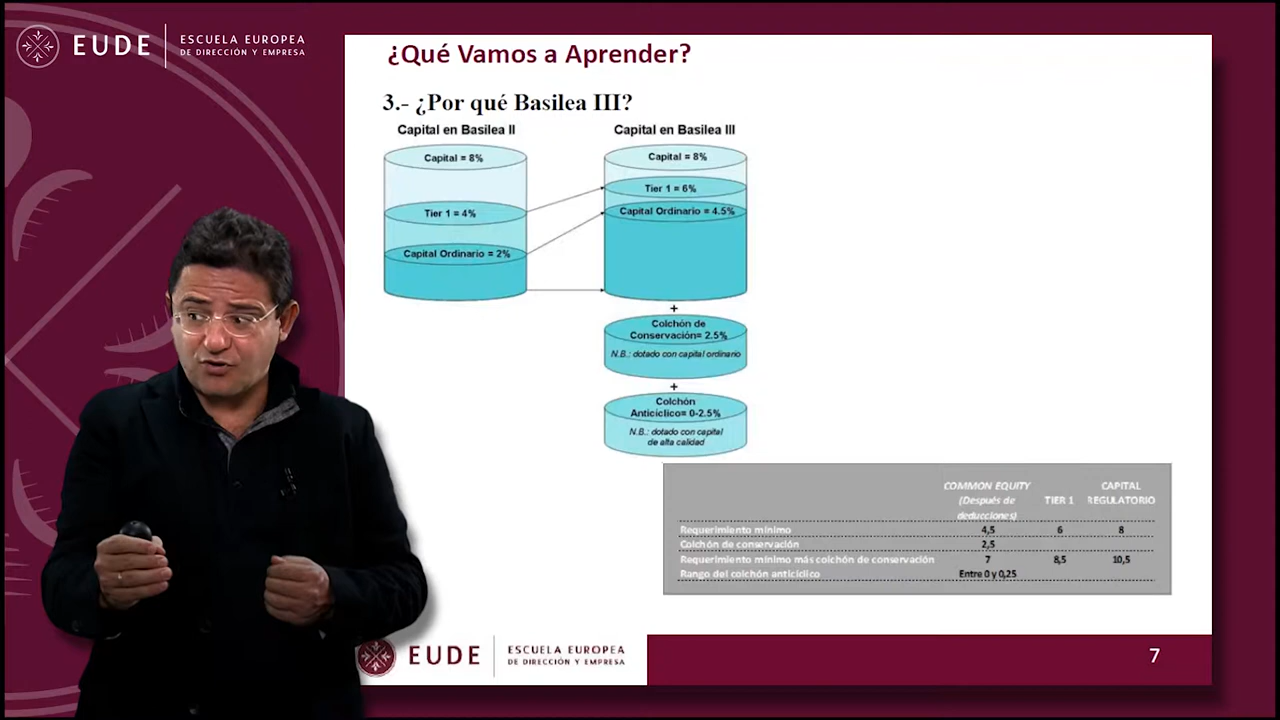 EUDE
ESCUELA EUROPEA
DE DIRECCIÓN Y EMPRESA
¿Qué Vamos a Aprender?
3.- ¿Por qué Basilea III?
Capital en Basilea II
Capital = 8%
Tier 1 = 4%
Capital Ordinario = 2%
Capital en Basilea III
Capital = 8%
Tier 1 = 6%
Capital Ordinario = 4.5%
+
Colchón de
Conservación= 2.5%
N.B.: dotado con capital ordinario
+
Colchón
Anticíclico= 0-2.5%
N.B.: dotado con capital
de alta calidad
COMMON EQUITY
(Después de
deducciones)
TIER 1
CAPITAL
REGULATORIO
Requerimiento mínimo 4,5 6 8
Colchón de conservación 2,5
Requerimiento mínimo más colchón de conservación 7 8,5 10,5
Rango del colchón anticíclico Entre 0 y 0,25
EUDE
ESCUELA EUROPEA
DE DIRECCIÓN Y EMPRESA
7